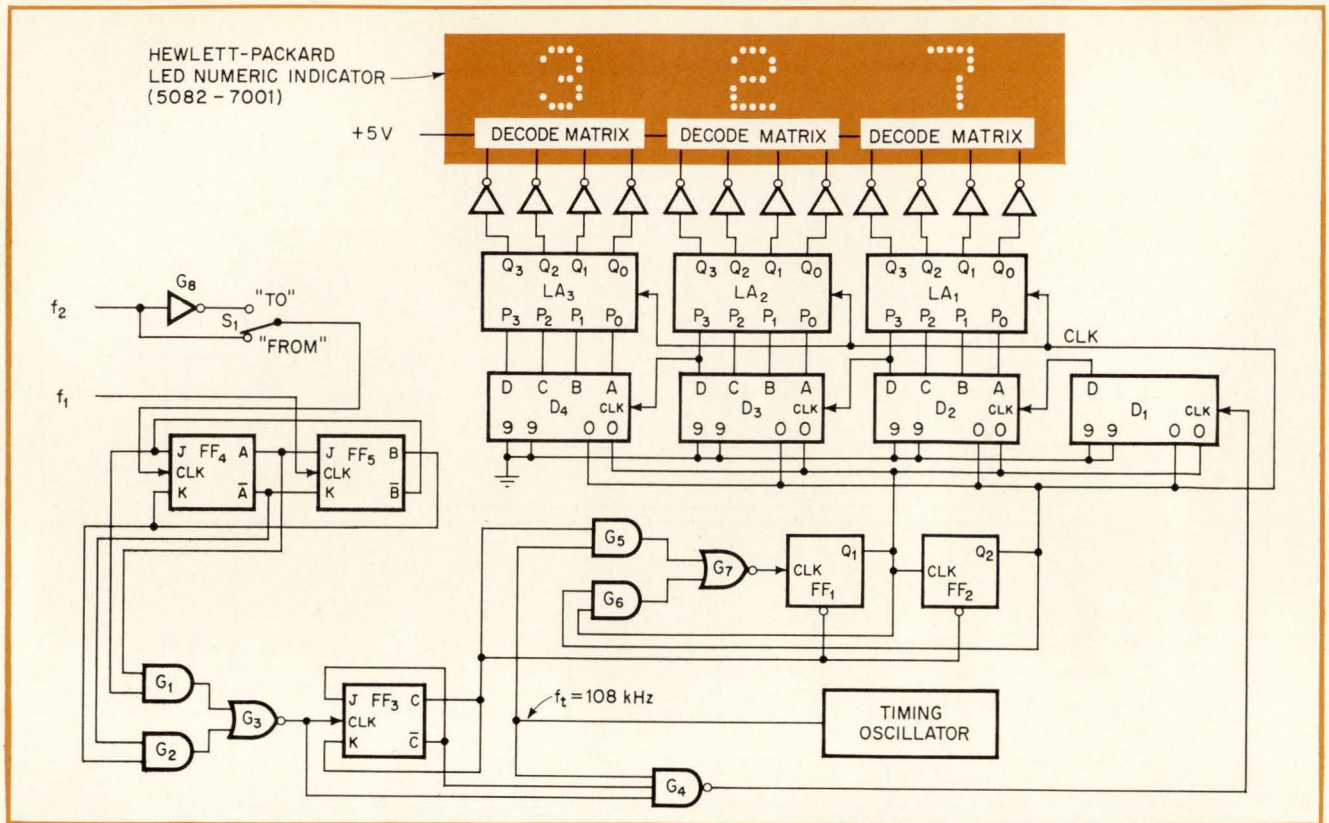 HEWLETT-PACKARD
LED NUMERIC INDICATOR
(5082-7001)
3 2 7
+5V
DECODE MATRIX DECODE MATRIX DECODE MATRIX
Q3 Q2 Q1 Q0 Q3 Q2 Q1 Q0 Q3 Q2 Q1 Q0
LA3 LA2 LA1
P3 P2 P1 P0 P3 P2 P1 P0 P3 P2 P1 P0
CLK
f2
G8
"TO"
S1
"FROM"
f1
D C B A D C B A D C B A D
D4 CLK D3 CLK D2 CLK D1 CLK
9 9 0 0 9 9 0 0 9 9 0 0 9 9 0 0
J FF4 A J FF5 B
CLK CLK
K A̅ K B̅
G5
G7
G6
Q1
CLK
FF1
Q2
CLK
FF2
G1
G3
G2
J FF3 C
CLK
K C̅
ft = 108 kHz
TIMING
OSCILLATOR
G4